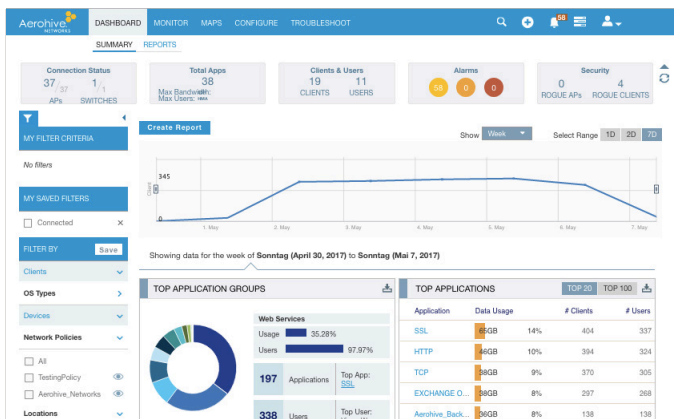 Aerohive NETWORKS DASHBOARD MONITOR MAPS CONFIGURE TROUBLESHOOT 58
SUMMARY REPORTS
Connection Status Total Apps Clients & Users Alarms Security
37/37 1/1 38 19 11 58 0 0 0 4
APs SWITCHES Max Bandwidth: Max Users: CLIENTS USERS ROGUE APs ROGUE CLIENTS
Create Report
MY FILTER CRITERIA
Show Week Select Range 1D 2D 7D
No filters
345
Client
0
1. May 2. May 3. May 4. May 5. May 6. May 7. May
MY SAVED FILTERS
Connected ×
FILTER BY Save
Showing data for the week of Sonntag (April 30, 2017) to Sonntag (Mai 7, 2017)
Clients
OS Types
Devices
Network Policies
All
TestingPolicy
Aerohive_Networks
Locations
TOP APPLICATION GROUPS
Web Services
Usage 35.28%
Users 97.97%
197 Applications Top App: SSL
338 Users Top User:
TOP APPLICATIONS TOP 20 TOP 100
Application Data Usage # Clients # Users
SSL 65GB 14% 404 337
HTTP 46GB 10% 394 324
TCP 38GB 9% 370 305
EXCHANGE O... 38GB 8% 297 268
Aerohive_Back... 36GB 8% 138 138